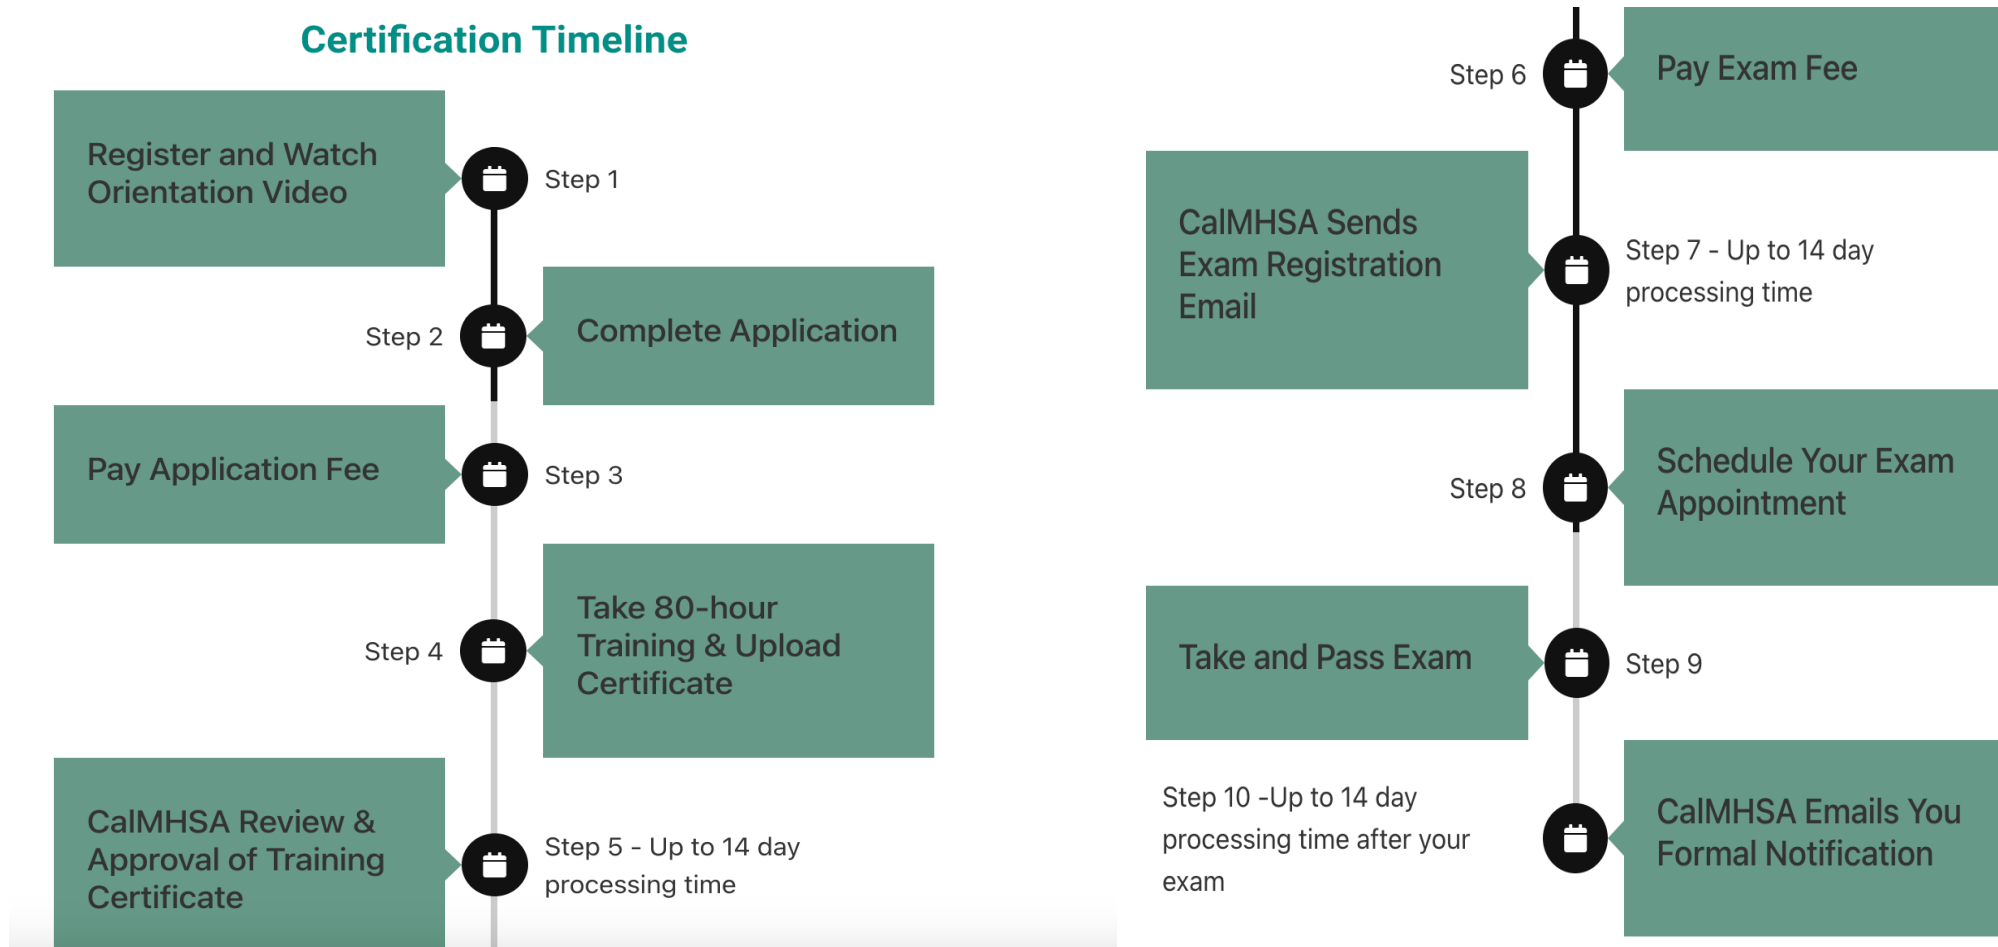 Certification Timeline
Register and Watch
Orientation Video
Step 1
Step 2
Complete Application
Pay Application Fee
Step 3
Step 4
Take 80-hour
Training & Upload
Certificate
CalMHSA Review &
Approval of Training
Certificate
Step 5 - Up to 14 day
processing time
Step 6
Pay Exam Fee
CalMHSA Sends
Exam Registration
Email
Step 7 - Up to 14 day
processing time
Step 8
Schedule Your Exam
Appointment
Take and Pass Exam
Step 9
Step 10 -Up to 14 day
processing time after your
exam
CalMHSA Emails You
Formal Notification